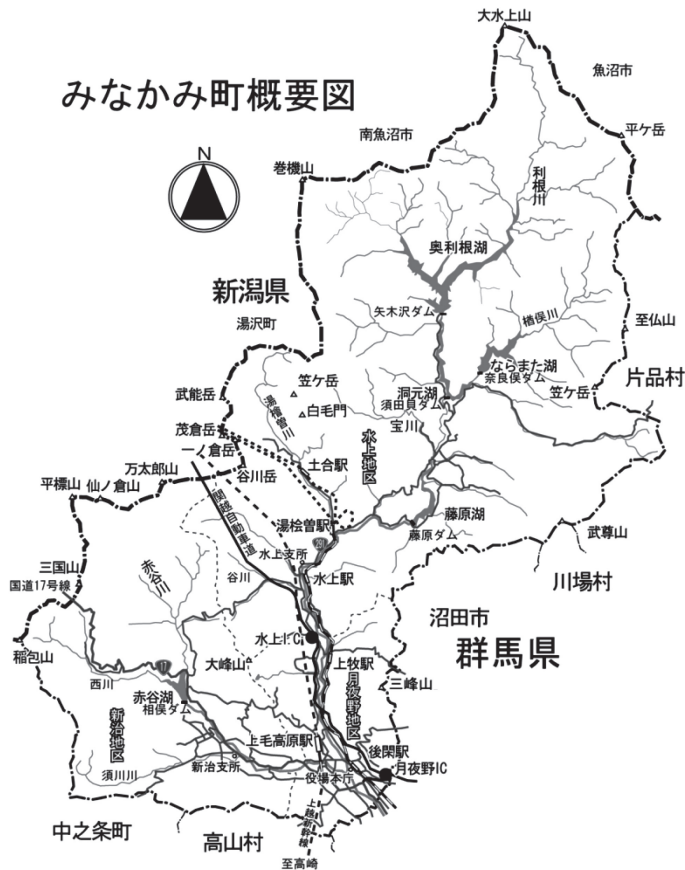 大水上山
魚沼市
みなかみ町概要図
南魚沼市
平ケ岳
N
巻機山
利根川
奥利根湖
新潟県
湯沢町
矢木沢ダム
楢俣川
至仏山
ならまた湖
奈良俣ダム
片品村
武能岳
笠ケ岳
湯檜曽川
白毛門
洞元湖
須田貝ダム
笠ケ岳
宝川
茂倉岳
一ノ倉岳
水上地区
土合駅
谷川岳
万太郎山
平標山
仙ノ倉山
関越自動車道
湯桧曽駅
藤原湖
藤原ダム
武尊山
水上支所
川場村
赤谷川
三国山
国道17号線
谷川
水上駅
沼田市
群馬県
水上I.C
稲包山
17
大峰山
上牧駅
三峰山
西川
赤谷湖
相俣ダム
月夜野地区
新治地区
上毛高原駅
後閑駅
新治支所
月夜野IC
須川川
役場本庁
上越新幹線
中之条町
高山村
至高崎